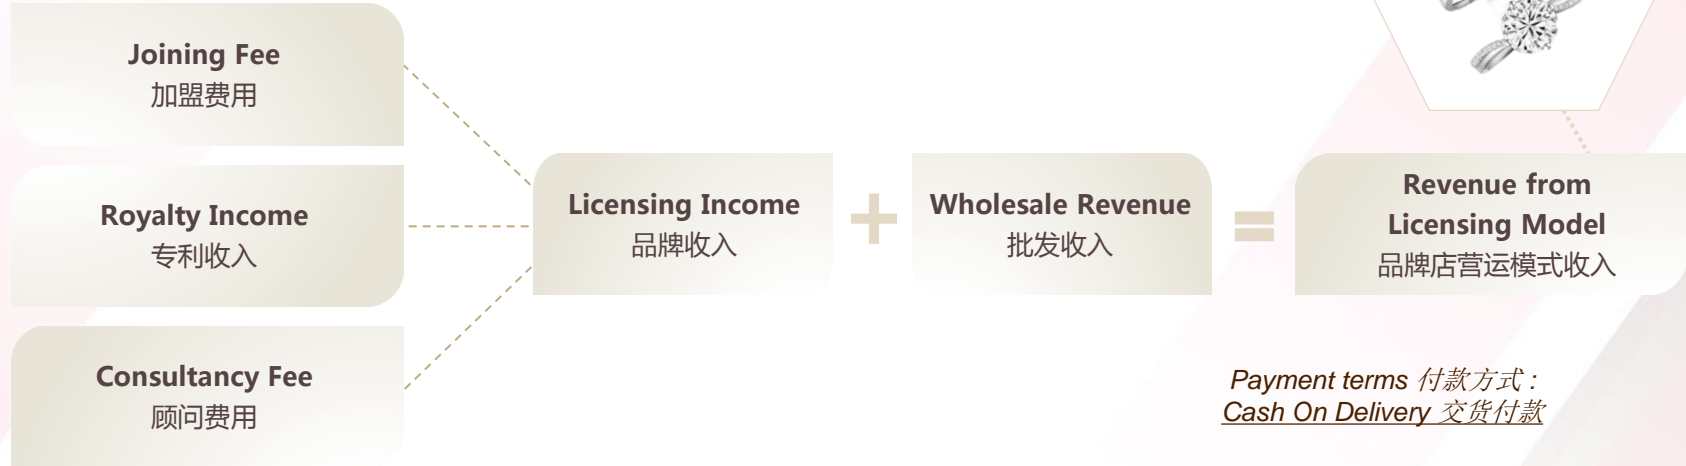 Joining Fee
加盟费用
Royalty Income
专利收入
Consultancy Fee
顾问费用
Licensing Income
品牌收入
+
Wholesale Revenue
批发收入
=
Revenue from
Licensing Model
品牌店营运模式收入
Payment terms 付款方式 :
Cash On Delivery 交货付款